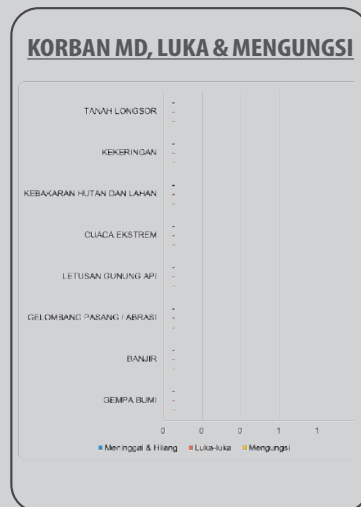 KORBAN MD, LUKA & MENGUNGSI
TANAH LONGSOR
-
-
-
KEKERINGAN
-
-
-
KEBAKARAN HUTAN DAN LAHAN
-
-
-
CUACA EKSTREM
-
-
-
LETUSAN GUNUNG API
-
-
-
GELOMBANG PASANG / ABRASI
-
-
-
BANJIR
-
-
-
GEMPA BUMI
-
-
-
0 0 0 1 1
Meninggal & Hilang Luka-luka Mengungsi